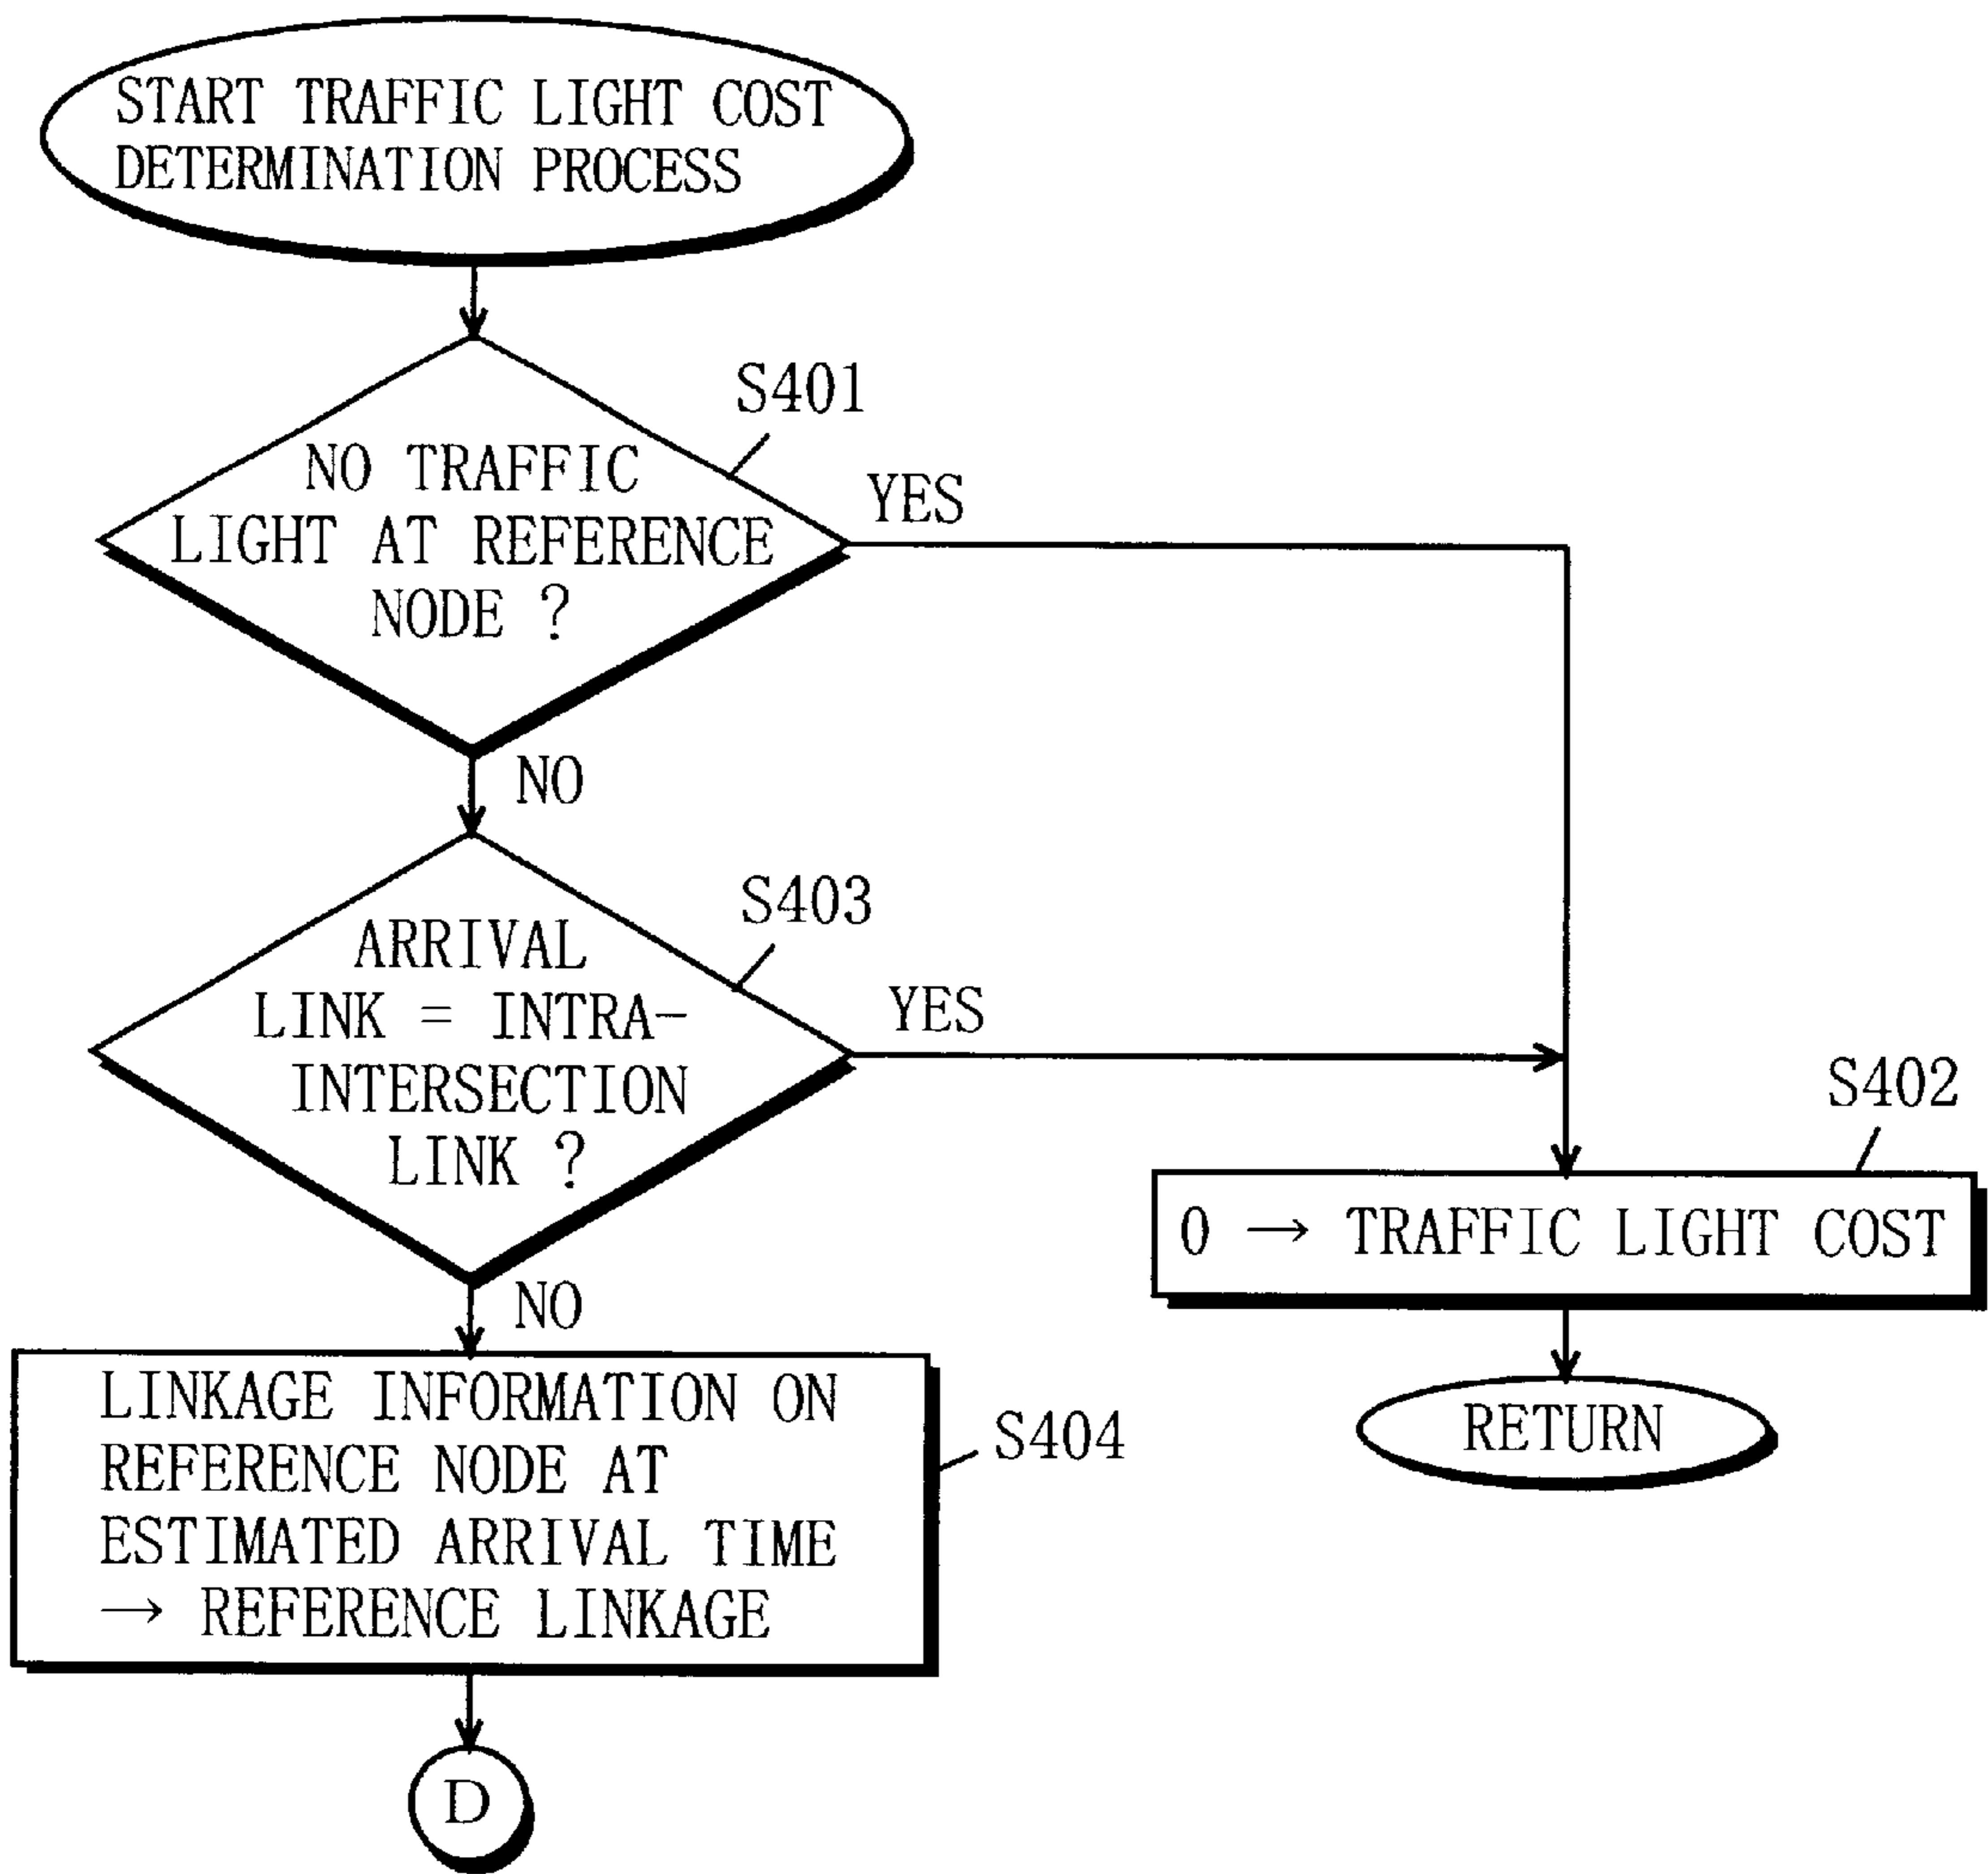 START TRAFFIC LIGHT COST
DETERMINATION PROCESS
S401
NO TRAFFIC
LIGHT AT REFERENCE
NODE ?
YES
NO
S403
ARRIVAL
LINK = INTRA-
INTERSECTION
LINK ?
YES
NO
S402
0 → TRAFFIC LIGHT COST
RETURN
LINKAGE INFORMATION ON
REFERENCE NODE AT
ESTIMATED ARRIVAL TIME
→ REFERENCE LINKAGE
S404
D